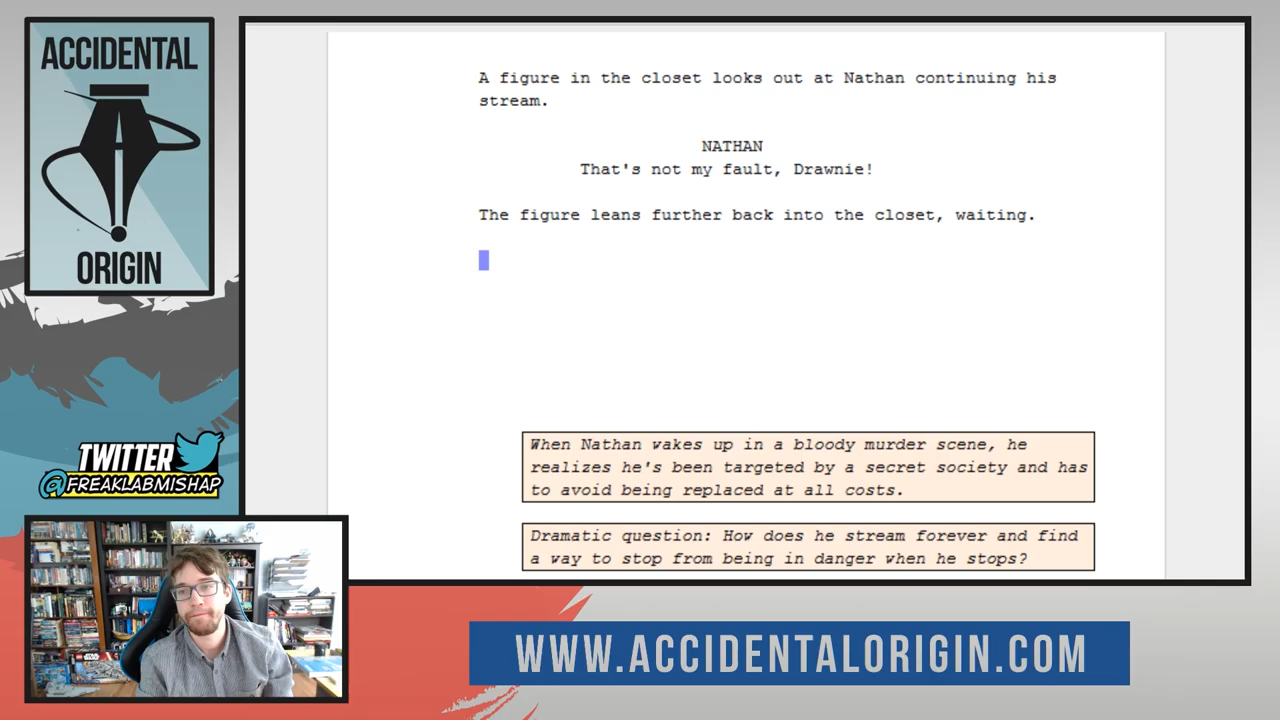 ACCIDENTAL
ORIGIN
A figure in the closet looks out at Nathan continuing his
stream.
NATHAN
That's not my fault, Drawnie!
The figure leans further back into the closet, waiting.
When Nathan wakes up in a bloody murder scene, he
realizes he's been targeted by a secret society and has
to avoid being replaced at all costs.
Dramatic question: How does he stream forever and find
a way to stop from being in danger when he stops?
TWITTER
@FREAKLABMISHAP
WWW.ACCIDENTALORIGIN.COM